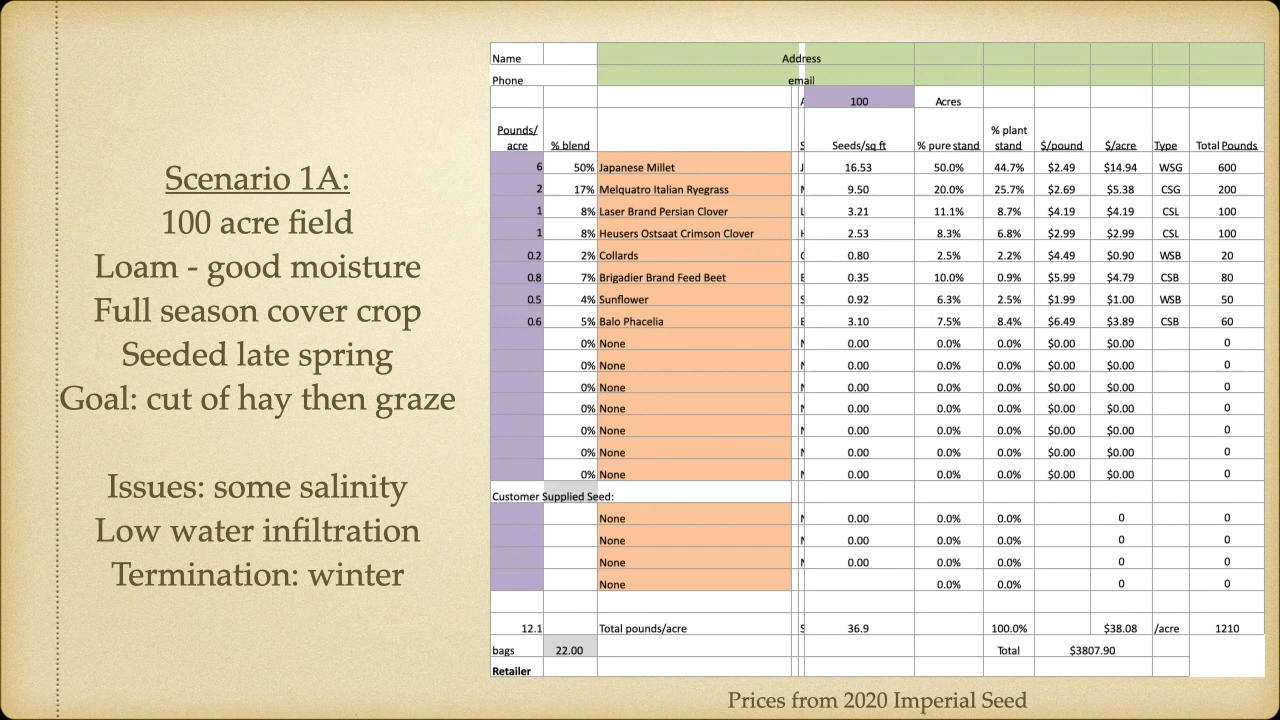 Scenario 1A:
100 acre field
Loam - good moisture
Full season cover crop
Seeded late spring
Goal: cut of hay then graze
Issues: some salinity
Low water infiltration
Termination: winter
Name Address
Phone email
100 Acres
Pounds/ acre % blend Seeds/sq ft % pure stand % plant stand $/pound $/acre Type Total Pounds
6 50% Japanese Millet 16.53 50.0% 44.7% $2.49 $14.94 WSG 600
2 17% Melquatro Italian Ryegrass 9.50 20.0% 25.7% $2.69 $5.38 CSG 200
1 8% Laser Brand Persian Clover 3.21 11.1% 8.7% $4.19 $4.19 CSL 100
1 8% Heusers Ostsaat Crimson Clover 2.53 8.3% 6.8% $2.99 $2.99 CSL 100
0.2 2% Collards 0.80 2.5% 2.2% $4.49 $0.90 WSB 20
0.8 7% Brigadier Brand Feed Beet 0.35 10.0% 0.9% $5.99 $4.79 CSB 80
0.5 4% Sunflower 0.92 6.3% 2.5% $1.99 $1.00 WSB 50
0.6 5% Balo Phacelia 3.10 7.5% 8.4% $6.49 $3.89 CSB 60
0% None 0.00 0.0% 0.0% $0.00 $0.00 0
0% None 0.00 0.0% 0.0% $0.00 $0.00 0
0% None 0.00 0.0% 0.0% $0.00 $0.00 0
0% None 0.00 0.0% 0.0% $0.00 $0.00 0
0% None 0.00 0.0% 0.0% $0.00 $0.00 0
0% None 0.00 0.0% 0.0% $0.00 $0.00 0
0% None 0.00 0.0% 0.0% $0.00 $0.00 0
Customer Supplied Seed:
None 0.00 0.0% 0.0% 0 0
None 0.00 0.0% 0.0% 0 0
None 0.00 0.0% 0.0% 0 0
None 0.0% 0.0% 0 0
12.1 Total pounds/acre 36.9 100.0% $38.08 /acre 1210
bags 22.00 Total $3807.90
Retailer
Prices from 2020 Imperial Seed